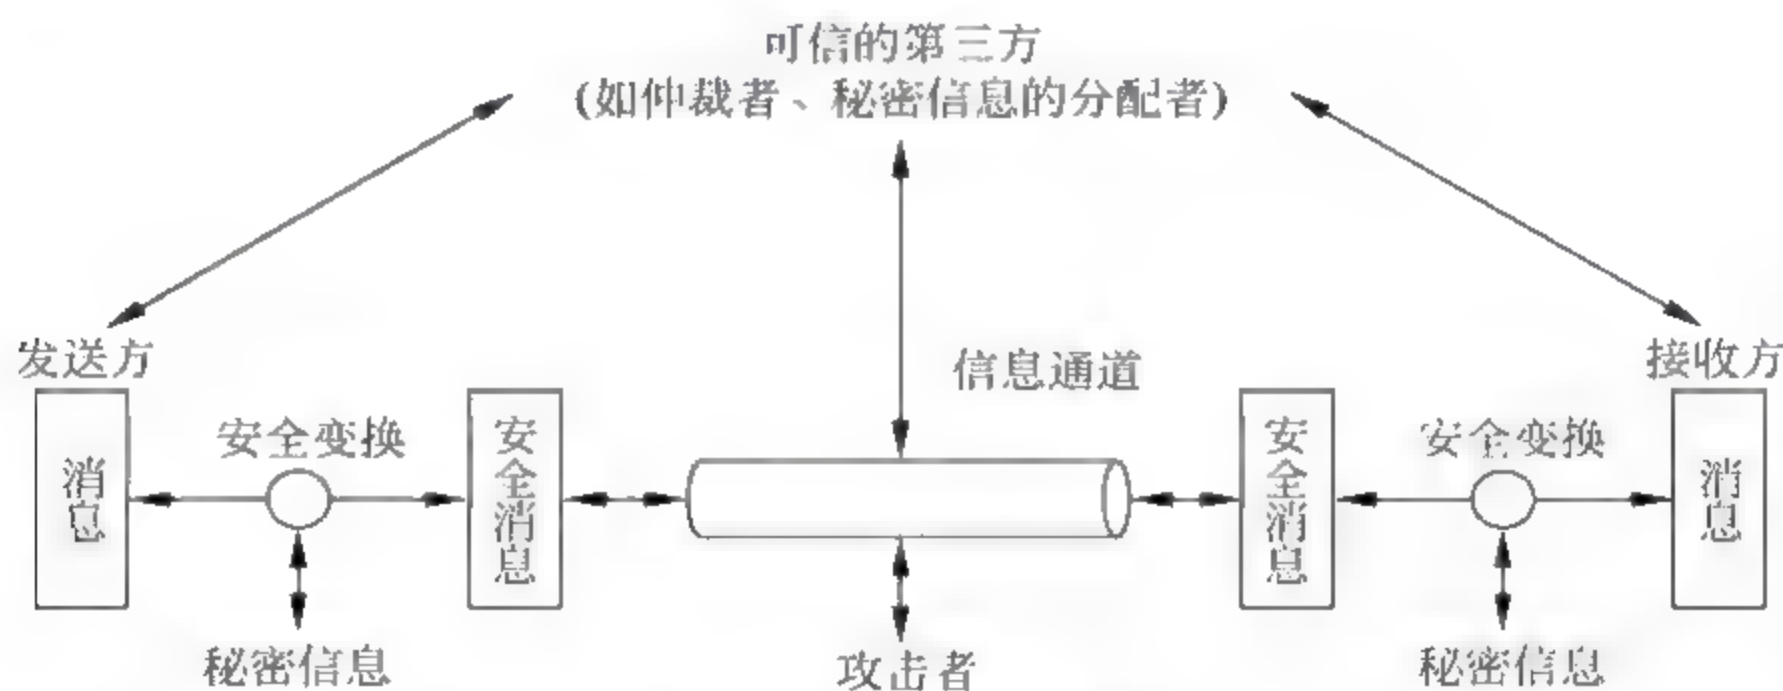 可信的第三方
(如仲裁者、秘密信息的分配者)
发送方
信息通道
接收方
消息
安全变换
安全消息
安全消息
安全变换
消息
秘密信息
攻击者
秘密信息